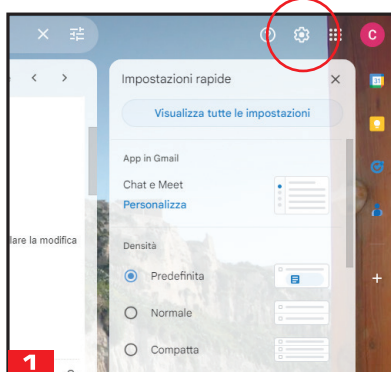 C
Impostazioni rapide
Visualizza tutte le impostazioni
31
App in Gmail
Chat e Meet
Personalizza
lare la modifica
Densità
Predefinita
Normale
Compatta
1